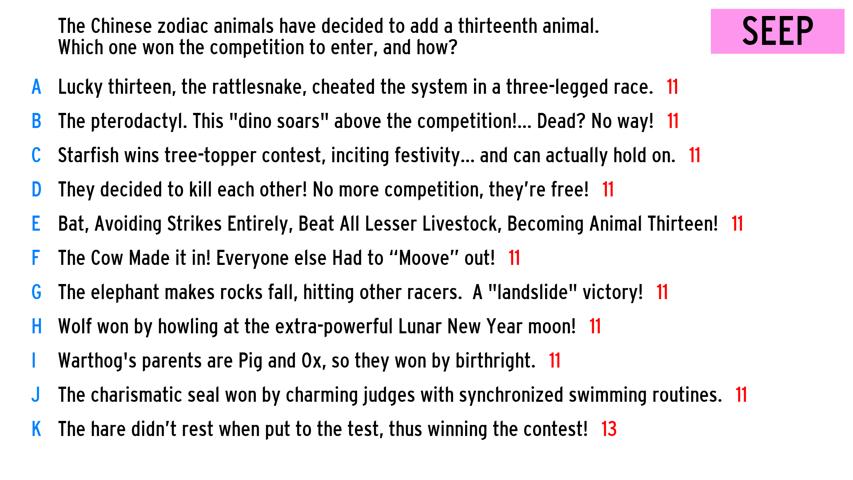 The Chinese zodiac animals have decided to add a thirteenth animal.
Which one won the competition to enter, and how?
SEEP
A Lucky thirteen, the rattlesnake, cheated the system in a three-legged race. 11
B The pterodactyl. This "dino soars" above the competition!... Dead? No way! 11
C Starfish wins tree-topper contest, inciting festivity... and can actually hold on. 11
D They decided to kill each other! No more competition, they're free! 11
E Bat, Avoiding Strikes Entirely, Beat All Lesser Livestock, Becoming Animal Thirteen! 11
F The Cow Made it in! Everyone else Had to “Moove” out! 11
G The elephant makes rocks fall, hitting other racers. A "landslide" victory! 11
H Wolf won by howling at the extra-powerful Lunar New Year moon! 11
I Warthog's parents are Pig and Ox, so they won by birthright. 11
J The charismatic seal won by charming judges with synchronized swimming routines. 11
K The hare didn’t rest when put to the test, thus winning the contest! 13